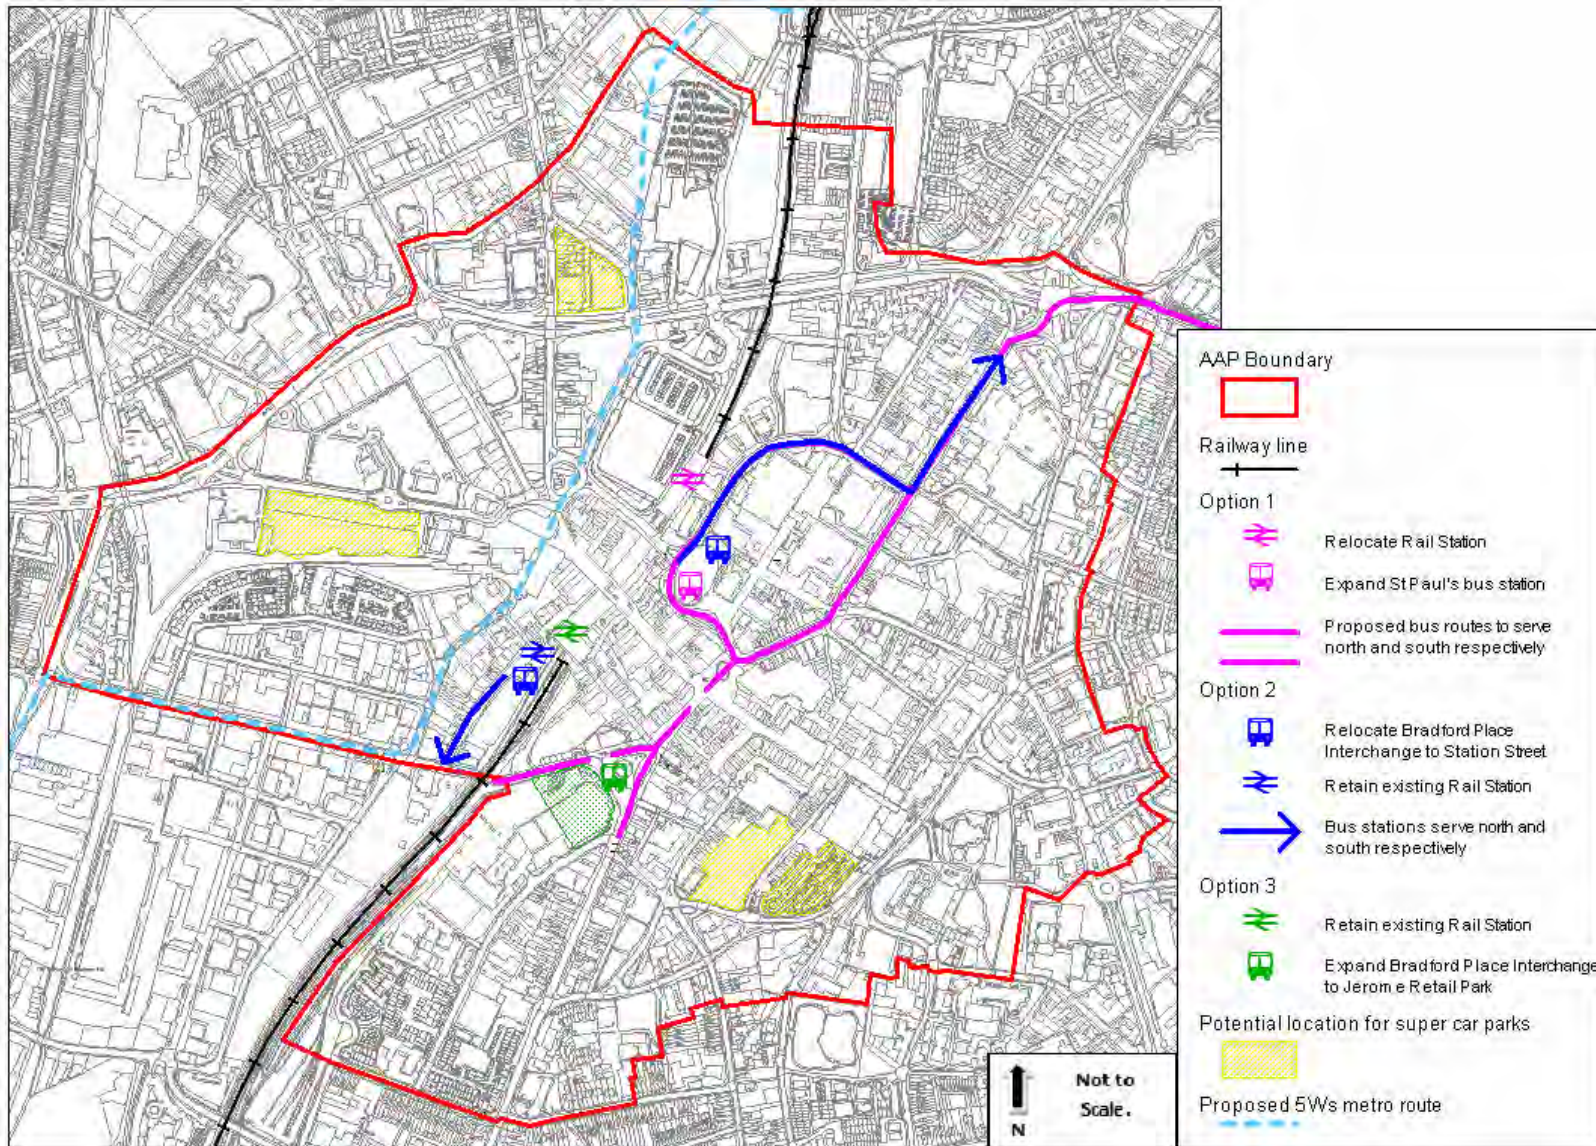 AAP Boundary
Railway line
Option 1
Relocate Rail Station
Expand St Paul's bus station
Proposed bus routes to serve
north and south respectively
Option 2
Relocate Bradford Place
Interchange to Station Street
Retain existing Rail Station
Bus stations serve north and
south respectively
Option 3
Retain existing Rail Station
Expand Bradford Place Interchange
to Jerome Retail Park
Potential location for super car parks
Proposed 5Ws metro route
Not to
Scale.
N